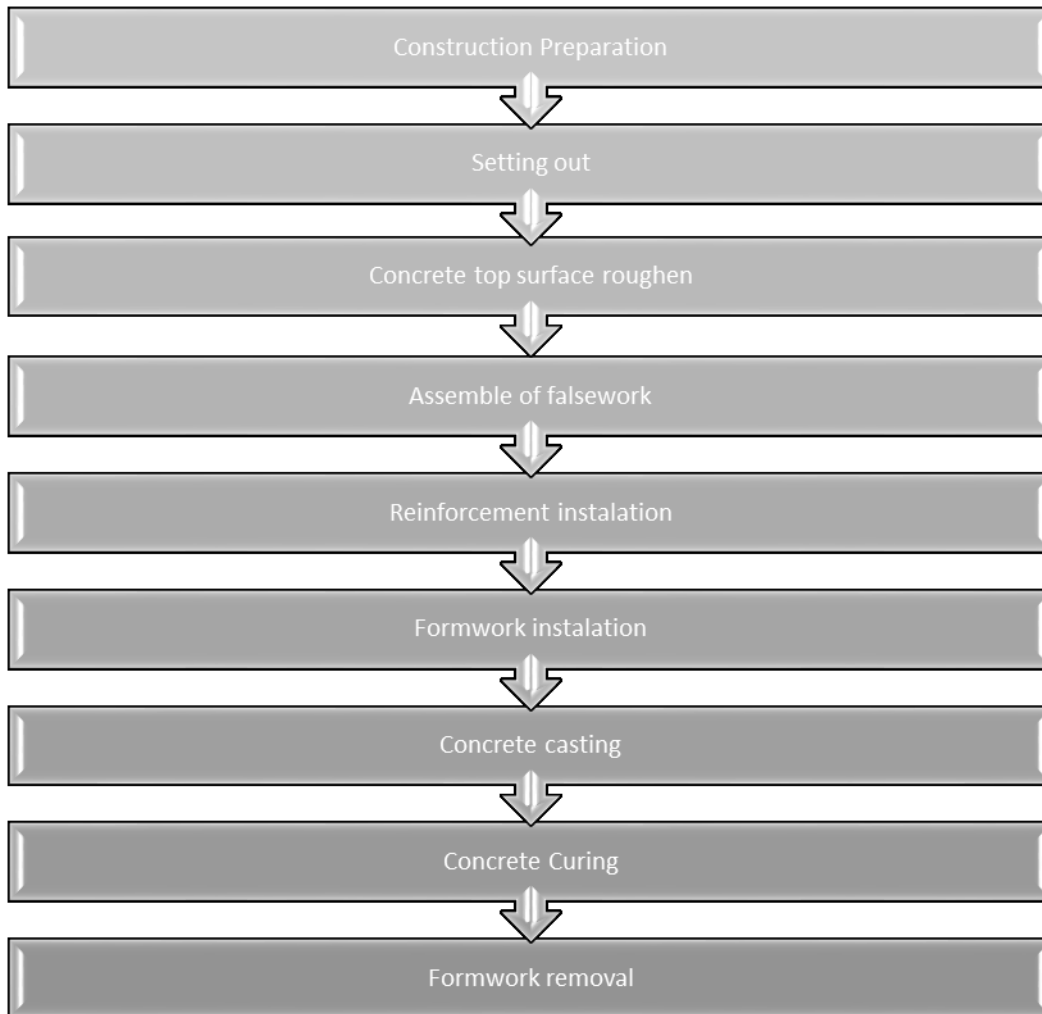 Construction Preparation
Setting out
Concrete top surface roughen
Assemble of falsework
Reinforcement instalation
Formwork instalation
Concrete casting
Concrete Curing
Formwork removal